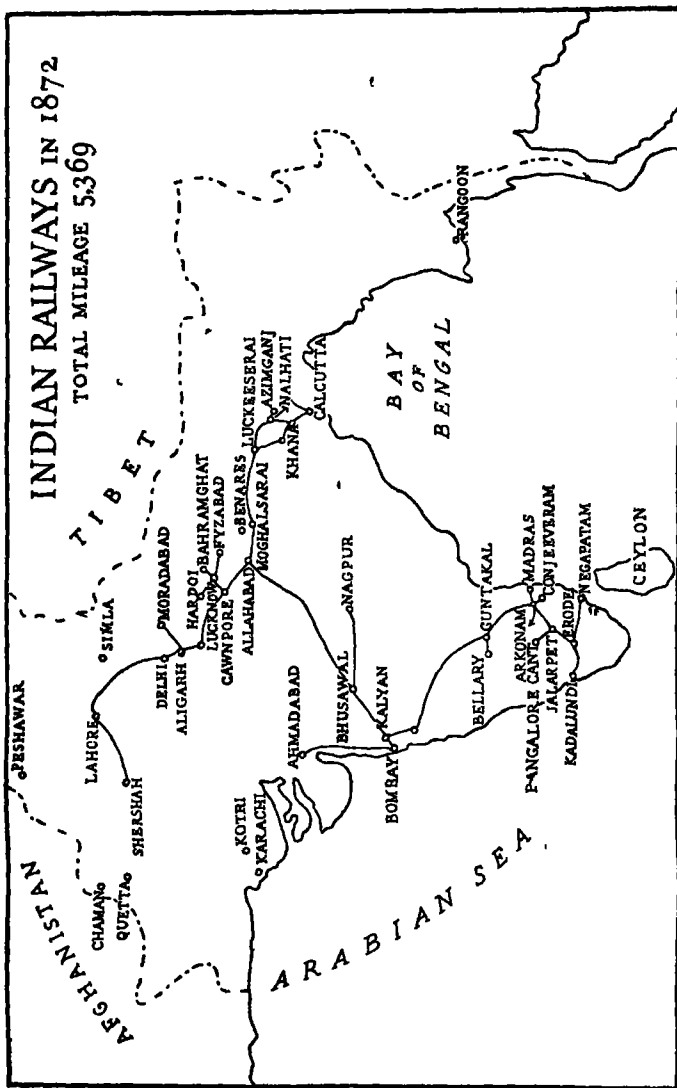 INDIAN RAILWAYS IN 1872
TOTAL MILEAGE 5,369
PESHAWAR
AFGHANISTAN
CHAMAN
QUETTA
LAHORE
SHERSHAH
SIMLA
TIBET
DELHI
MORADABAD
ALIGARH
HARDOI
BAHRAMGHAT
LUCKNOW
FYZABAD
CAWNPORE
BENARES
ALLAHABAD
MOGHALSARAI
LUCKEESERAI
AZIMGANJ
NALHATI
KHANA
CALCUTTA
KOTRI
KARACHI
AHMADABAD
BHUSAWAL
NAGPUR
KALYAN
BOMBAY
ARABIAN SEA
BAY
OF
BENGAL
RANGOON
GUNTAKAL
BELLARY
MADRAS
ARKONAM
CONJEEVERAM
PANGALORE CANT
JALARPET
ERODE
NEGAPATAM
KADALUNDI
CEYLON